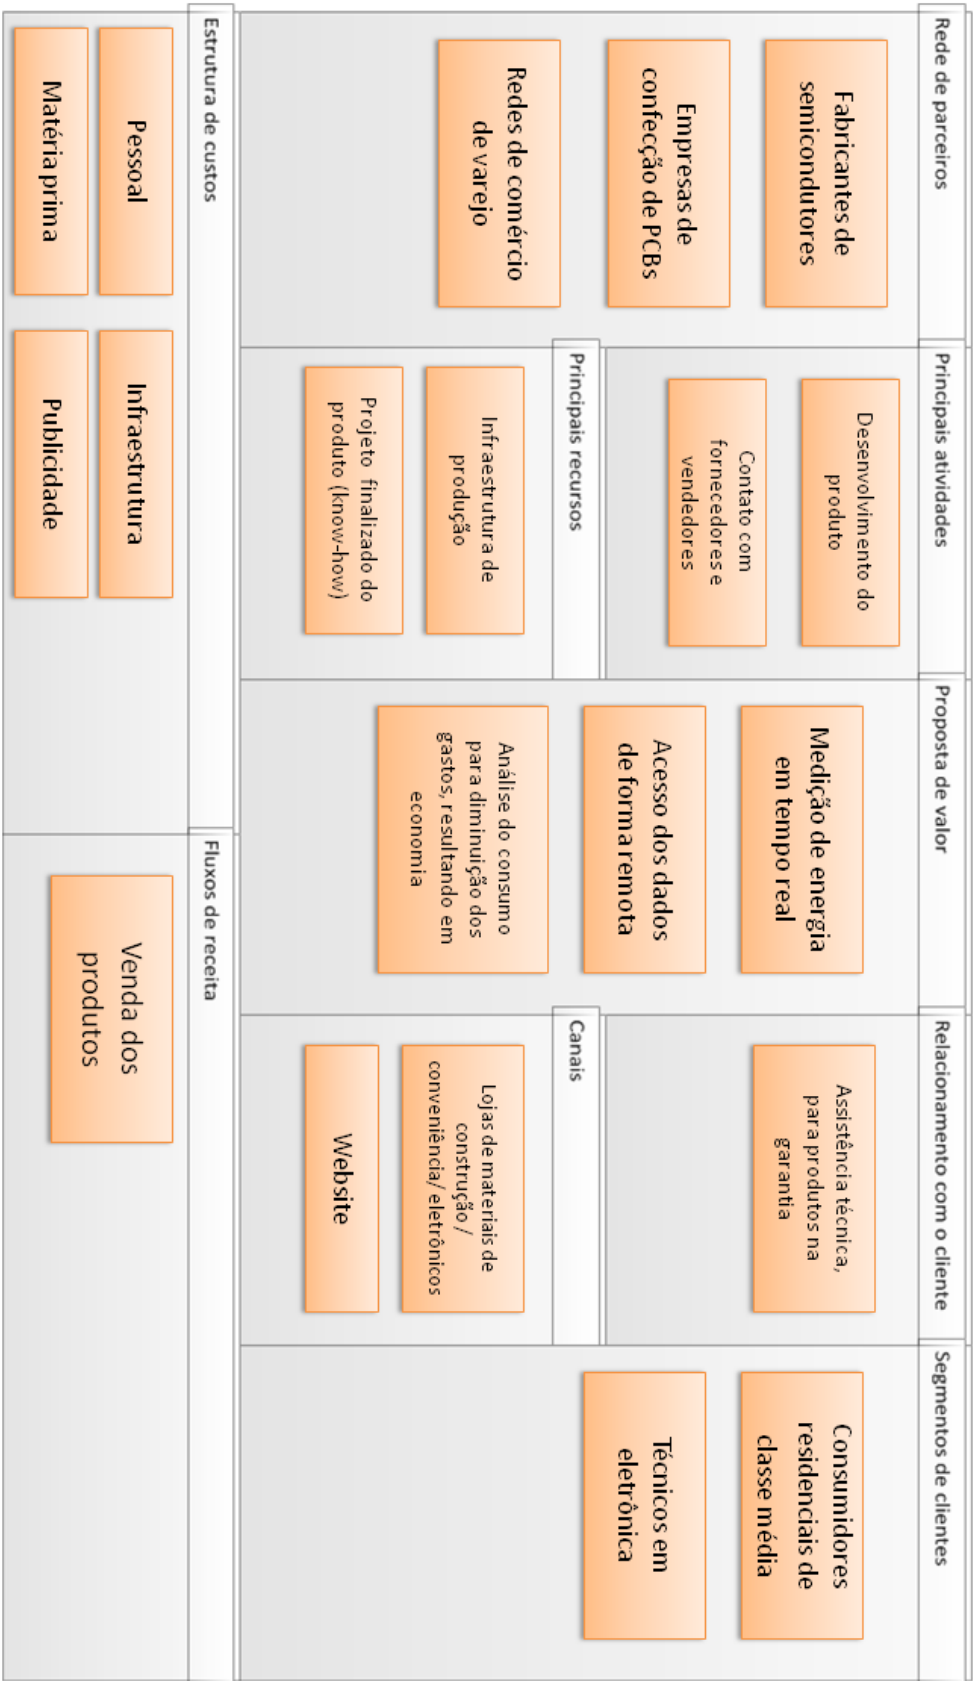 Rede de parceiros
Fabricantes de
semicondutores
Empresas de
confecção de PCBs
Redes de comércio
de varejo
Principais atividades
Desenvolvimento do
produto
Contato com
fornecedores e
vendedores
Principais recursos
Infraestrutura de
produção
Projeto finalizado do
produto (know-how)
Proposta de valor
Medição de energia
em tempo real
Acesso dos dados
de forma remota
Análise do consumo
para diminuição dos
gastos, resultando em
economia
Relacionamento com o cliente
Assistência técnica,
para produtos na
garantia
Canais
Lojas de materiais de
construção /
conveniência/ eletrônicos
Website
Segmentos de clientes
Consumidores
residenciais de
classe média
Técnicos em
eletrônica
Estrutura de custos
Pessoal
Infraestrutura
Matéria prima
Publicidade
Fluxos de receita
Venda dos
produtos